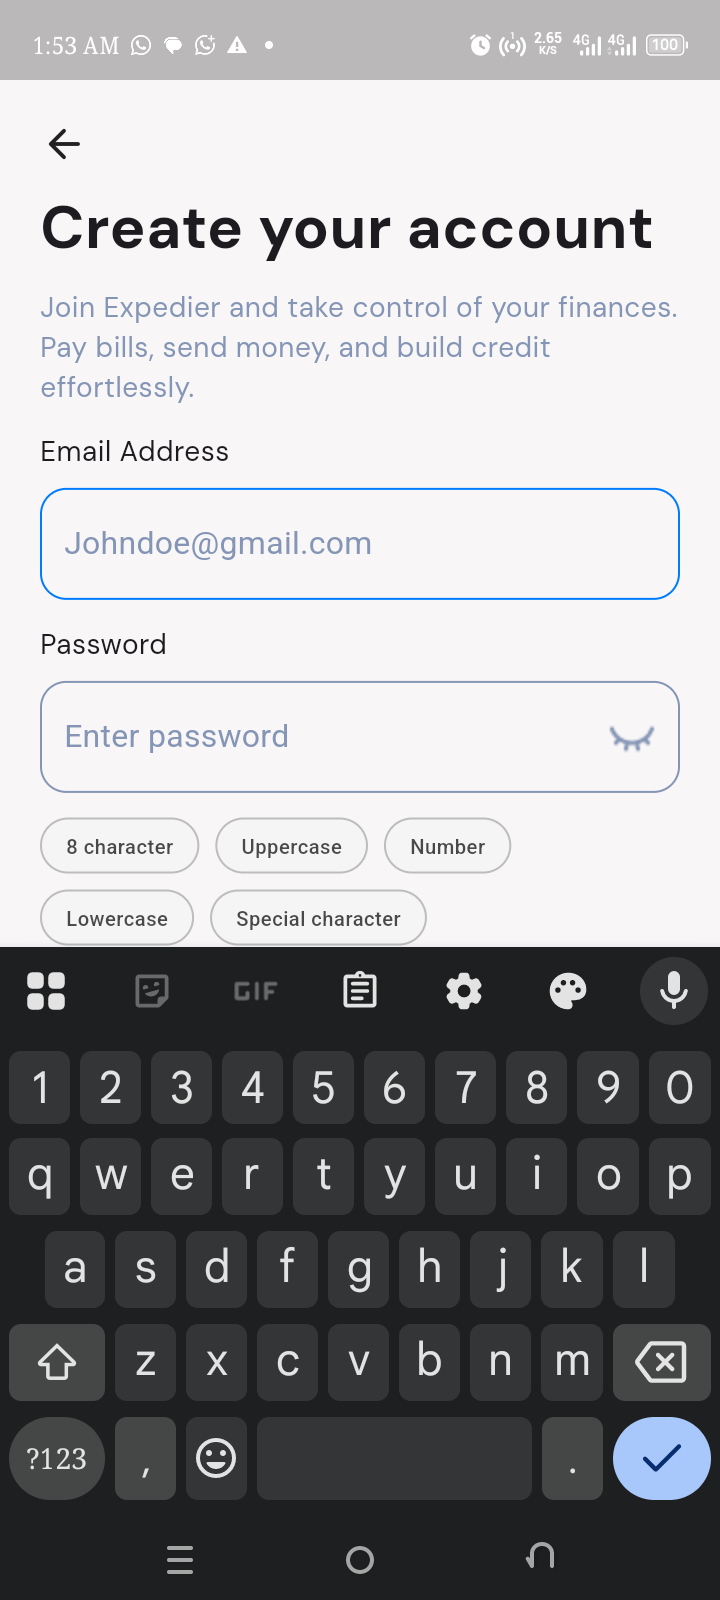 1:53 AM 1 2.65 K/S 4G 4G 100
Create your account
Join Expedier and take control of your finances.
Pay bills, send money, and build credit
effortlessly.
Email Address
Johndoe@gmail.com
Password
Enter password
8 character Uppercase Number
Lowercase Special character
GIF
1 2 3 4 5 6 7 8 9 0
q w e r t y u i o p
a s d f g h j k l
z x c v b n m
?123 , .